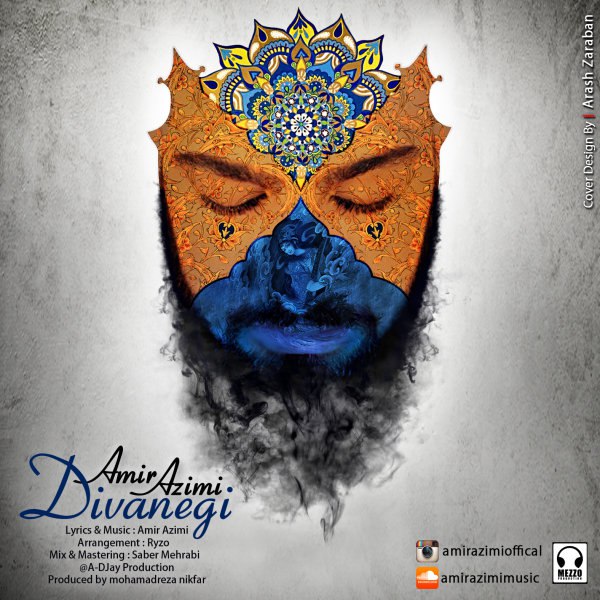 Cover Design By | Arash Zaraban
Amir Azimi
Divanegi
Lyrics & Music : Amir Azimi
Arrangement : Ryzo
Mix & Mastering : Saber Mehrabi
@A-DJay Production
Produced by mohamadreza nikfar
amirazimioffical
amirazimimusic
MEZZO
PRODUCTION